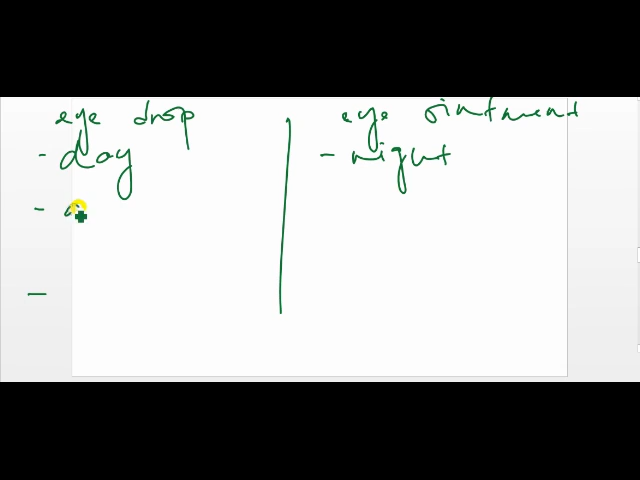 eye drop
eye ointment
- day
- night
-
-